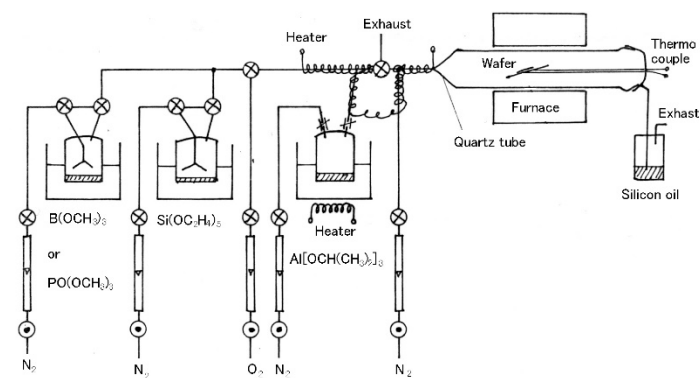 Exhaust
Heater
Thermo
couple
Wafer
Furnace
Quartz tube
Exhast
Silicon oil
B(OCH₃)₃
Si(OC₂H₄)₅
Heater
or
Al[OCH(CH₃)₂]₃
PO(OCH₃)₃
N₂
N₂
O₂
N₂
N₂